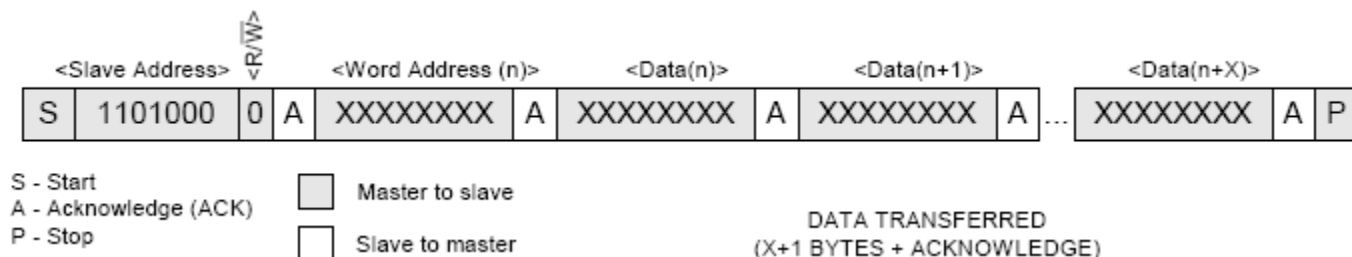 <Slave Address> <R/W̅> <Word Address (n)> <Data(n)> <Data(n+1)> <Data(n+X)>
S 1101000 0 A XXXXXXXX A XXXXXXXX A XXXXXXXX A ... XXXXXXXX A P
S - Start
A - Acknowledge (ACK)
P - Stop
Master to slave
Slave to master
DATA TRANSFERRED
(X+1 BYTES + ACKNOWLEDGE)